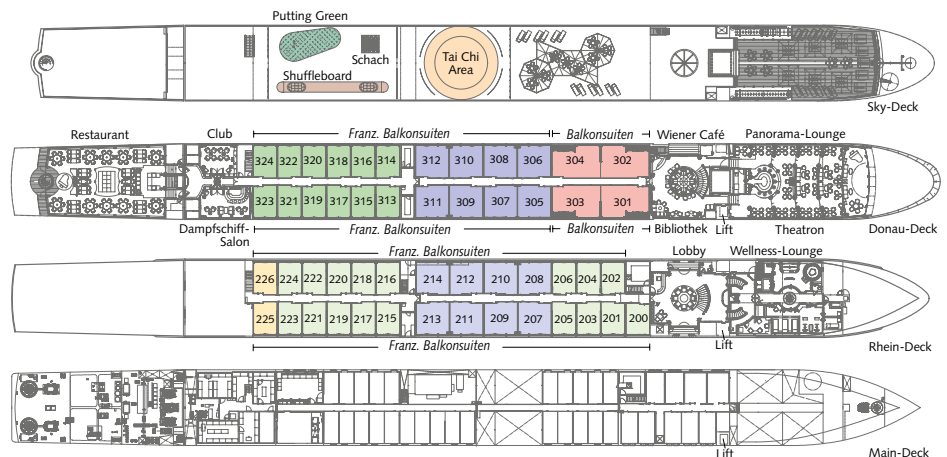 Putting Green
Schach
Shuffleboard
Tai Chi
Area
Sky-Deck
Restaurant
Club
Franz. Balkonsuiten
Balkonsuiten
Wiener Café
Panorama-Lounge
324 322 320 318 316 314 312 310 308 306 304 302
323 321 319 317 315 313 311 309 307 305 303 301
Dampfschiff-
Salon
Franz. Balkonsuiten
Balkonsuiten
Bibliothek
Lift
Theatron
Donau-Deck
Franz. Balkonsuiten
Lobby
Wellness-Lounge
226 224 222 220 218 216 214 212 210 208 206 204 202
225 223 221 219 217 215 213 211 209 207 205 203 201 200
Franz. Balkonsuiten
Lift
Rhein-Deck
Lift
Main-Deck